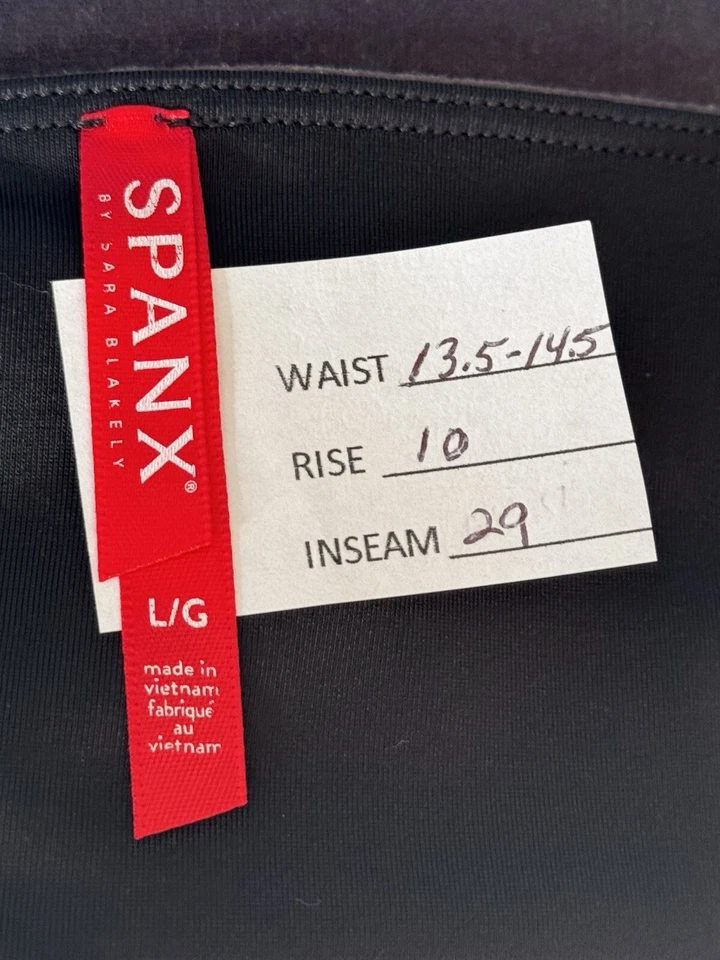 SPANX®
BY SARA BLAKELY
WAIST 13.5-14.5
RISE 10
INSEAM 29
L/G
made in
vietnam
fabriqué
au
vietnam